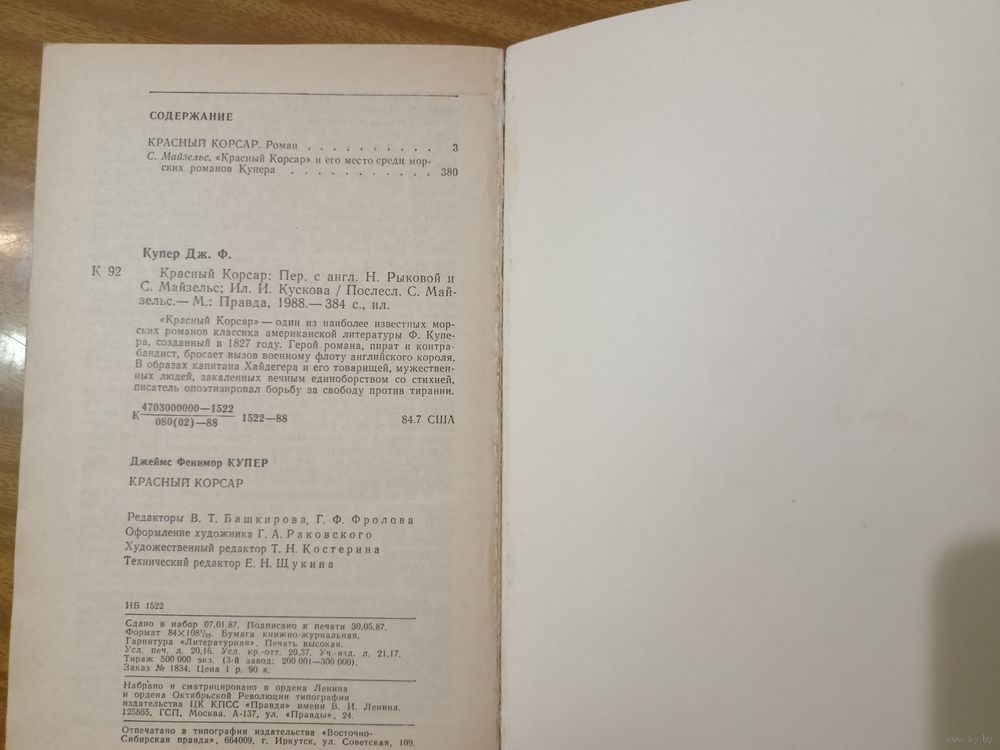 СОДЕРЖАНИЕ
КРАСНЫЙ КОРСАР. Роман . . . . . . . . . . 3
С. Майзельс. «Красный Корсар» и его место среди мор-
ских романов Купера . . . . . . . . . . . 380
Купер Дж. Ф.
К 92 Красный Корсар: Пер. с англ. Н. Рыковой и
С. Майзельс; Ил. И. Кускова / Послесл. С. Май-
зельс.— М.: Правда, 1988.— 384 с., ил.
«Красный Корсар» — один из наиболее известных мор-
ских романов классика американской литературы Ф. Купе-
ра, созданный в 1827 году. Герой романа, пират и контра-
бандист, бросает вызов военному флоту английского короля.
В образах капитана Хайдегера и его товарищей, мужествен-
ных людей, закаленных вечным единоборством со стихией,
писатель опоэтизировал борьбу за свободу против тирании.
К 4703000000—1522 / 080(02)—88 1522—88 84.7 США
Джеймс Фенимор КУПЕР
КРАСНЫЙ КОРСАР
Редакторы В. Т. Башкирова, Г. Ф. Фролова
Оформление художника Г. А. Раковского
Художественный редактор Т. Н. Костерина
Технический редактор Е. Н. Щукина
ИБ 1522
Сдано в набор 07.01.87. Подписано к печати 30.05.87.
Формат 84×108¹/₃₂. Бумага книжно-журнальная.
Гарнитура «Литературная». Печать высокая.
Усл. печ. л. 20,16. Усл. кр.-отт. 20,37. Уч.-изд. л. 21,17.
Тираж 500 000 экз. (3-й завод: 200 001—300 000).
Заказ № 1834. Цена 1 р. 90 к.
Набрано и сматрицировано в ордена Ленина
и ордена Октябрьской Революции типографии
издательства ЦК КПСС «Правда» имени В. И. Ленина.
125865, ГСП, Москва, А-137, ул. «Правды», 24.
Отпечатано в типографии издательства «Восточно-
Сибирская правда», 664009, г. Иркутск, ул. Советская, 109.
www.ay.by